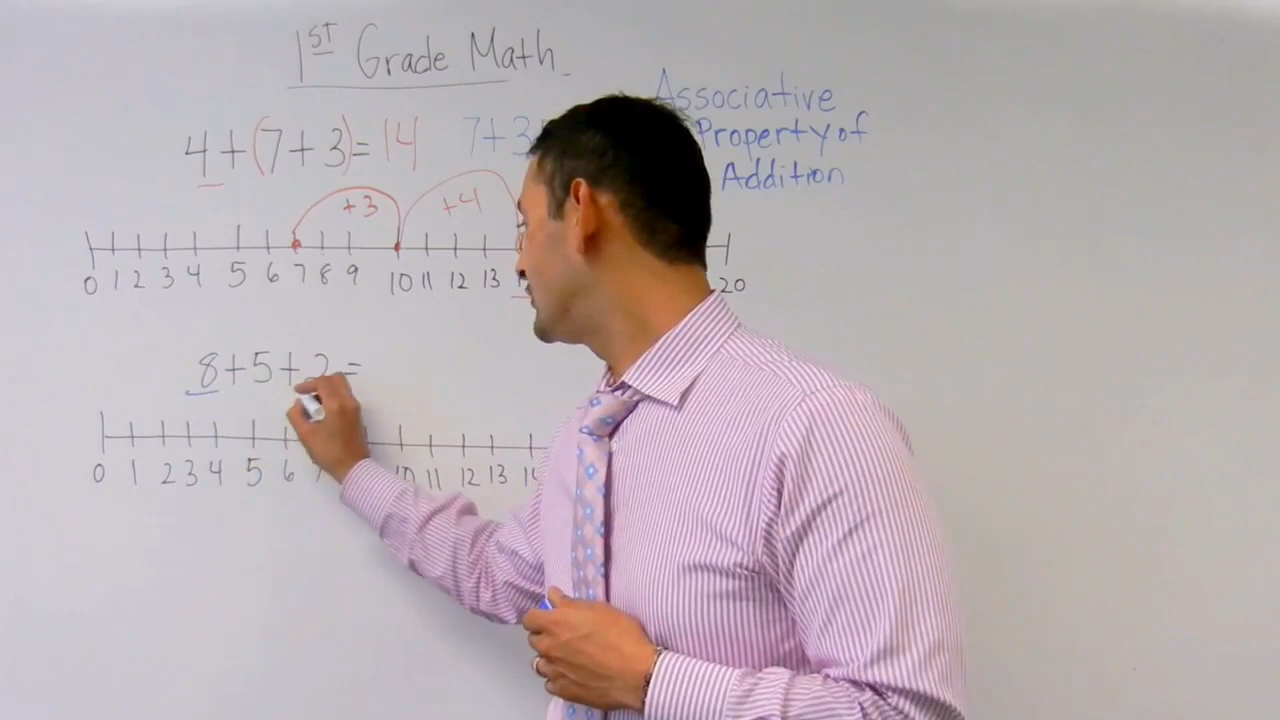 1ST Grade Math
Associative
Property of
Addition
4+(7+3)=14 7+3
+3 +4
0 1 2 3 4 5 6 7 8 9 10 11 12 13 20
8+5+2=
0 1 2 3 4 5 6 10 11 12 13